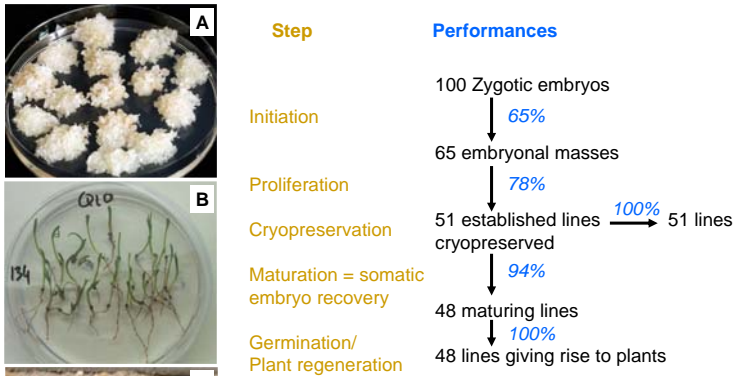 A
Step Performances
100 Zygotic embryos
Initiation 65%
65 embryonal masses
B
Proliferation 78%
Cryopreservation 51 established lines 100% 51 lines
cryopreserved
134
Maturation = somatic 94%
embryo recovery
48 maturing lines
Germination/ 100%
Plant regeneration 48 lines giving rise to plants